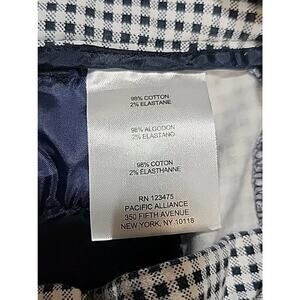 98% COTTON
2% ELASTANE
98% ALGODON
2% ELASTANO
98% COTON
2% ELASTHANNE
RN 123475
PACIFIC ALLIANCE
350 FIFTH AVENUE
NEW YORK, NY 10118